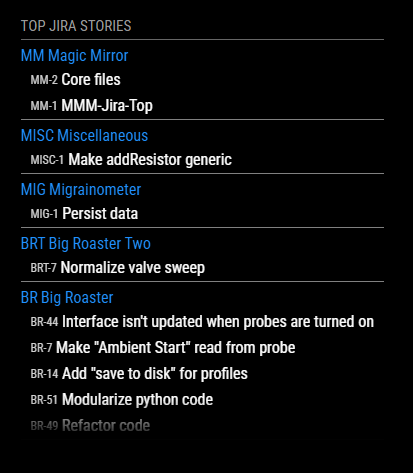 TOP JIRA STORIES
MM Magic Mirror
MM-2 Core files
MM-1 MMM-Jira-Top
MISC Miscellaneous
MISC-1 Make addResistor generic
MIG Migrainometer
MIG-1 Persist data
BRT Big Roaster Two
BRT-7 Normalize valve sweep
BR Big Roaster
BR-44 Interface isn't updated when probes are turned on
BR-7 Make "Ambient Start" read from probe
BR-14 Add "save to disk" for profiles
BR-51 Modularize python code
BR-49 Refactor code